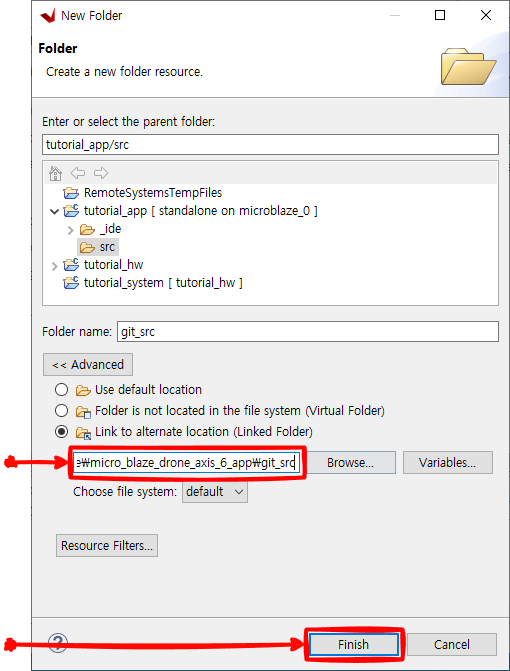 New Folder
Folder
Create a new folder resource.
Enter or select the parent folder:
tutorial_app/src
RemoteSystemsTempFiles
tutorial_app [ standalone on microblaze_0 ]
_ide
src
tutorial_hw
tutorial_system [ tutorial_hw ]
Folder name: git_src
<< Advanced
Use default location
Folder is not located in the file system (Virtual Folder)
Link to alternate location (Linked Folder)
e₩micro_blaze_drone_axis_6_app₩git_src Browse... Variables...
Choose file system: default
Resource Filters...
? Finish Cancel